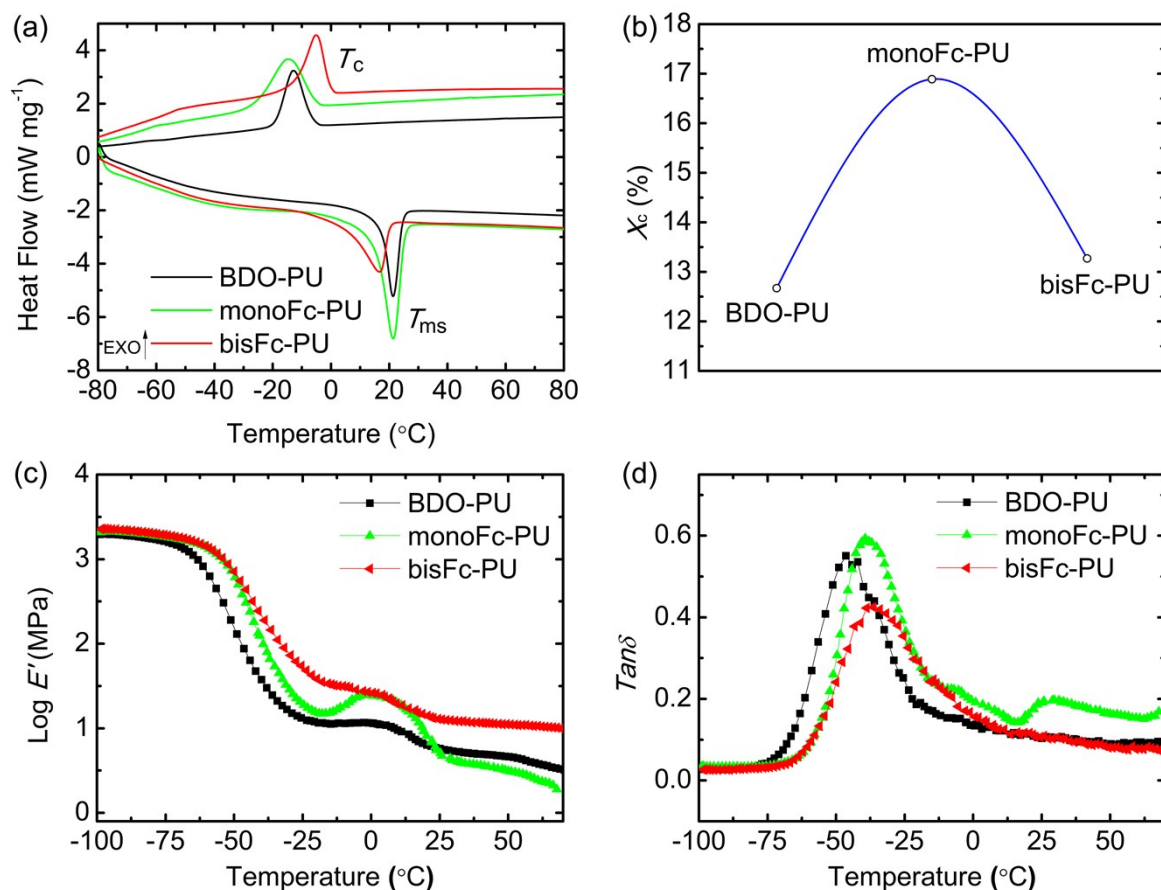 (a)
Heat Flow (mW mg⁻¹)
4
2
0
-2
-4
-6
-8
T_c
T_ms
BDO-PU
monoFc-PU
bisFc-PU
EXO
-80 -60 -40 -20 0 20 40 60 80
Temperature (°C)
(b)
X_c (%)
18
17
16
15
14
13
12
11
monoFc-PU
BDO-PU
bisFc-PU
(c)
Log E′ (MPa)
4
3
2
1
0
BDO-PU
monoFc-PU
bisFc-PU
-100 -75 -50 -25 0 25 50
Temperature (°C)
(d)
Tanδ
0.6
0.4
0.2
0.0
BDO-PU
monoFc-PU
bisFc-PU
-100 -75 -50 -25 0 25 50
Temperature (°C)